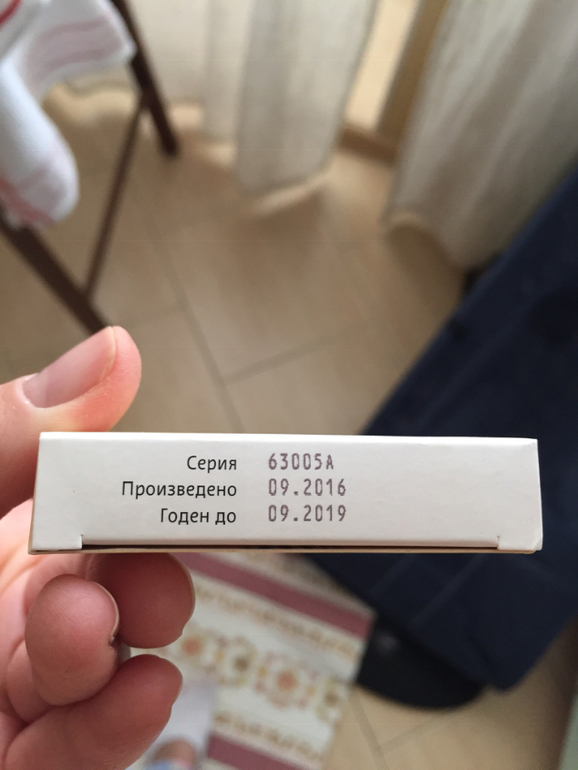 Серия 63005А
Произведено 09.2016
Годен до 09.2019